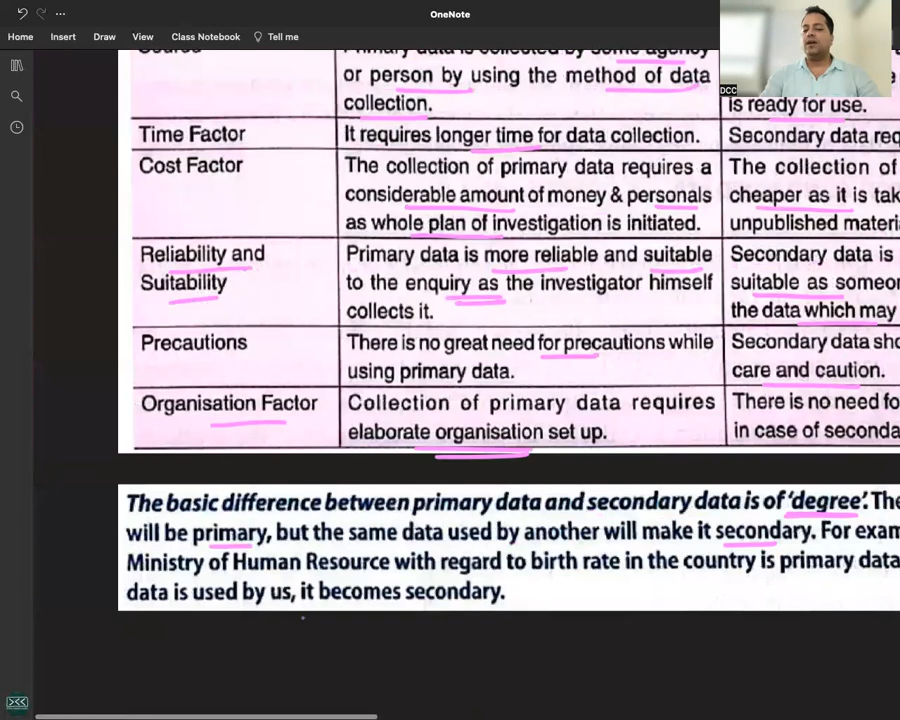 OneNote
Home Insert Draw View Class Notebook Tell me
DCC
Primary data is collected by some agency
or person by using the method of data
collection.
is ready for use.
Time Factor It requires longer time for data collection. Secondary data req
Cost Factor The collection of primary data requires a The collection of
considerable amount of money & personals cheaper as it is tak
as whole plan of investigation is initiated. unpublished materi
Reliability and Primary data is more reliable and suitable Secondary data is
Suitability to the enquiry as the investigator himself suitable as someo
collects it. the data which may
Precautions There is no great need for precautions while Secondary data sho
using primary data. care and caution.
Organisation Factor Collection of primary data requires There is no need fo
elaborate organisation set up. in case of seconda
The basic difference between primary data and secondary data is of 'degree'. The
will be primary, but the same data used by another will make it secondary. For exam
Ministry of Human Resource with regard to birth rate in the country is primary data
data is used by us, it becomes secondary.